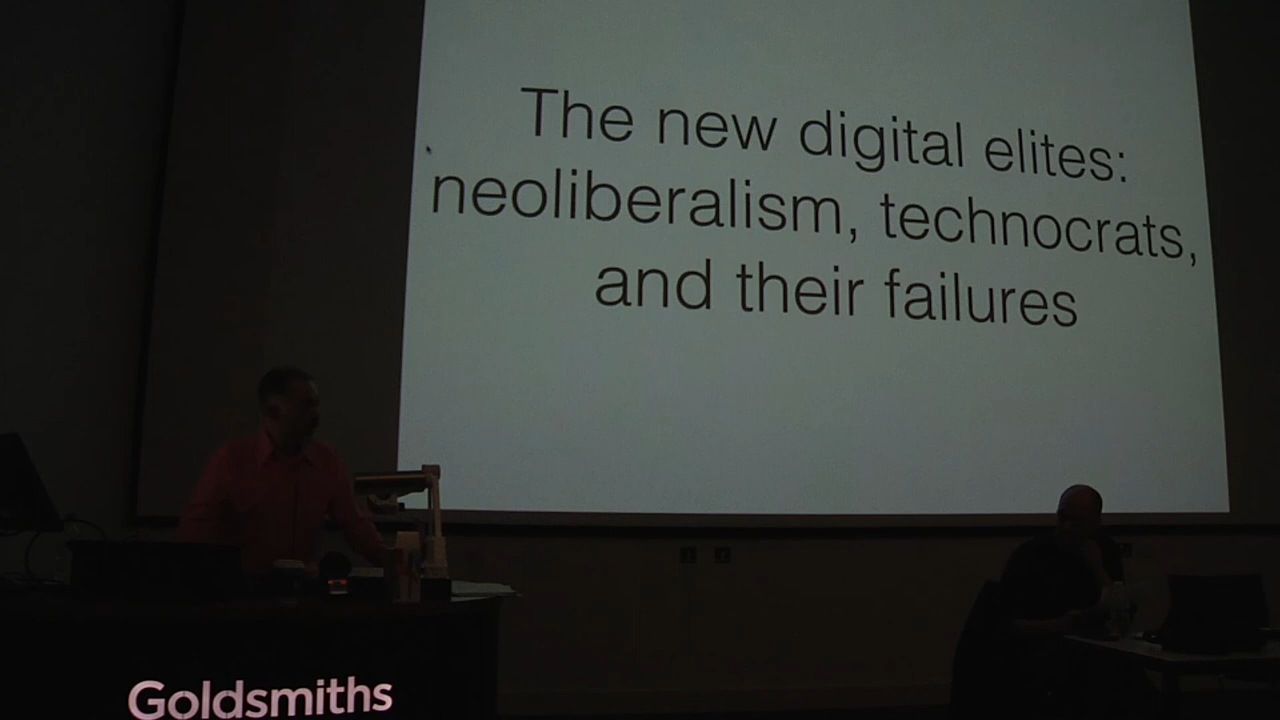 The new digital elites:
neoliberalism, technocrats,
and their failures
Goldsmiths